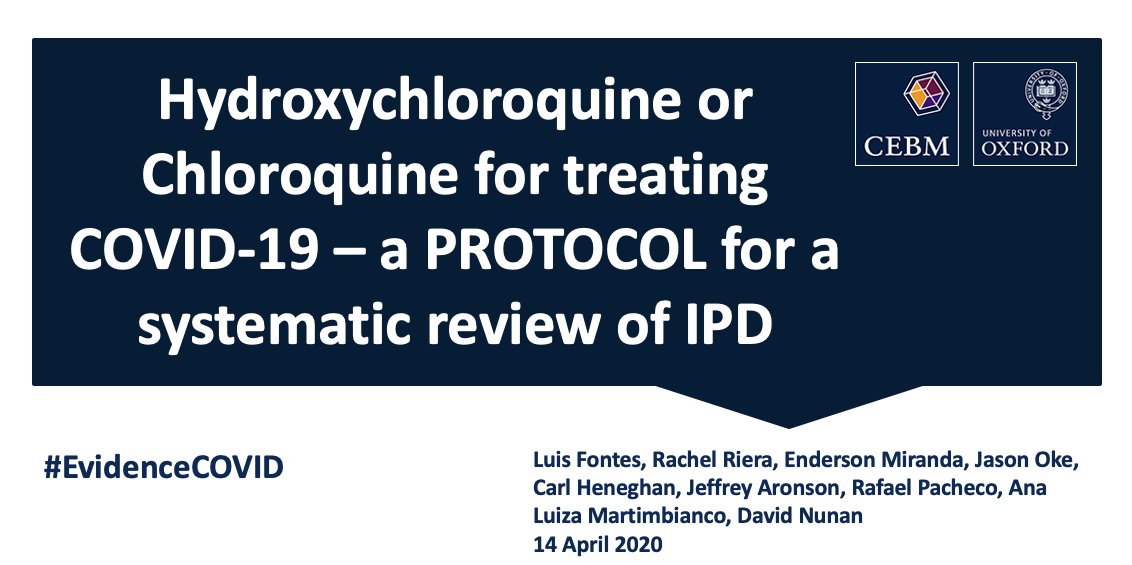 Hydroxychloroquine or
Chloroquine for treating
COVID-19 – a PROTOCOL for a
systematic review of IPD
CEBM
UNIVERSITY OF
OXFORD
#EvidenceCOVID
Luis Fontes, Rachel Riera, Enderson Miranda, Jason Oke,
Carl Heneghan, Jeffrey Aronson, Rafael Pacheco, Ana
Luiza Martimbianco, David Nunan
14 April 2020